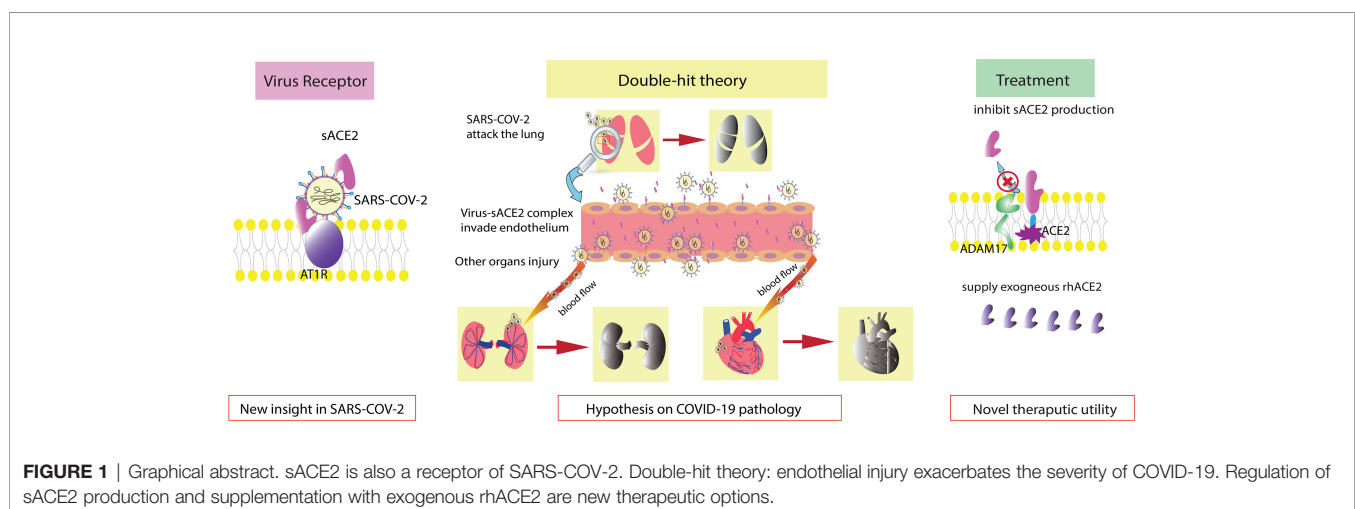 Virus Receptor
sACE2
SARS-COV-2
AT1R
New insight in SARS-COV-2
Double-hit theory
SARS-COV-2
attack the lung
Virus-sACE2 complex
invade endothelium
Other organs injury
blood flow
blood flow
Hypothesis on COVID-19 pathology
Treatment
inhibit sACE2 production
ACE2
ADAM17
supply exogneous rhACE2
Novel theraputic utility
FIGURE 1 | Graphical abstract. sACE2 is also a receptor of SARS-COV-2. Double-hit theory: endothelial injury exacerbates the severity of COVID-19. Regulation of
sACE2 production and supplementation with exogenous rhACE2 are new therapeutic options.